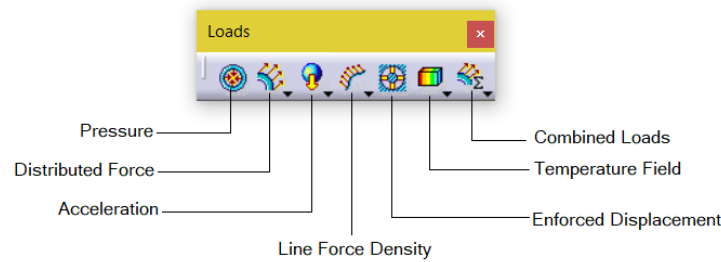 Loads
Pressure
Distributed Force
Acceleration
Line Force Density
Combined Loads
Temperature Field
Enforced Displacement